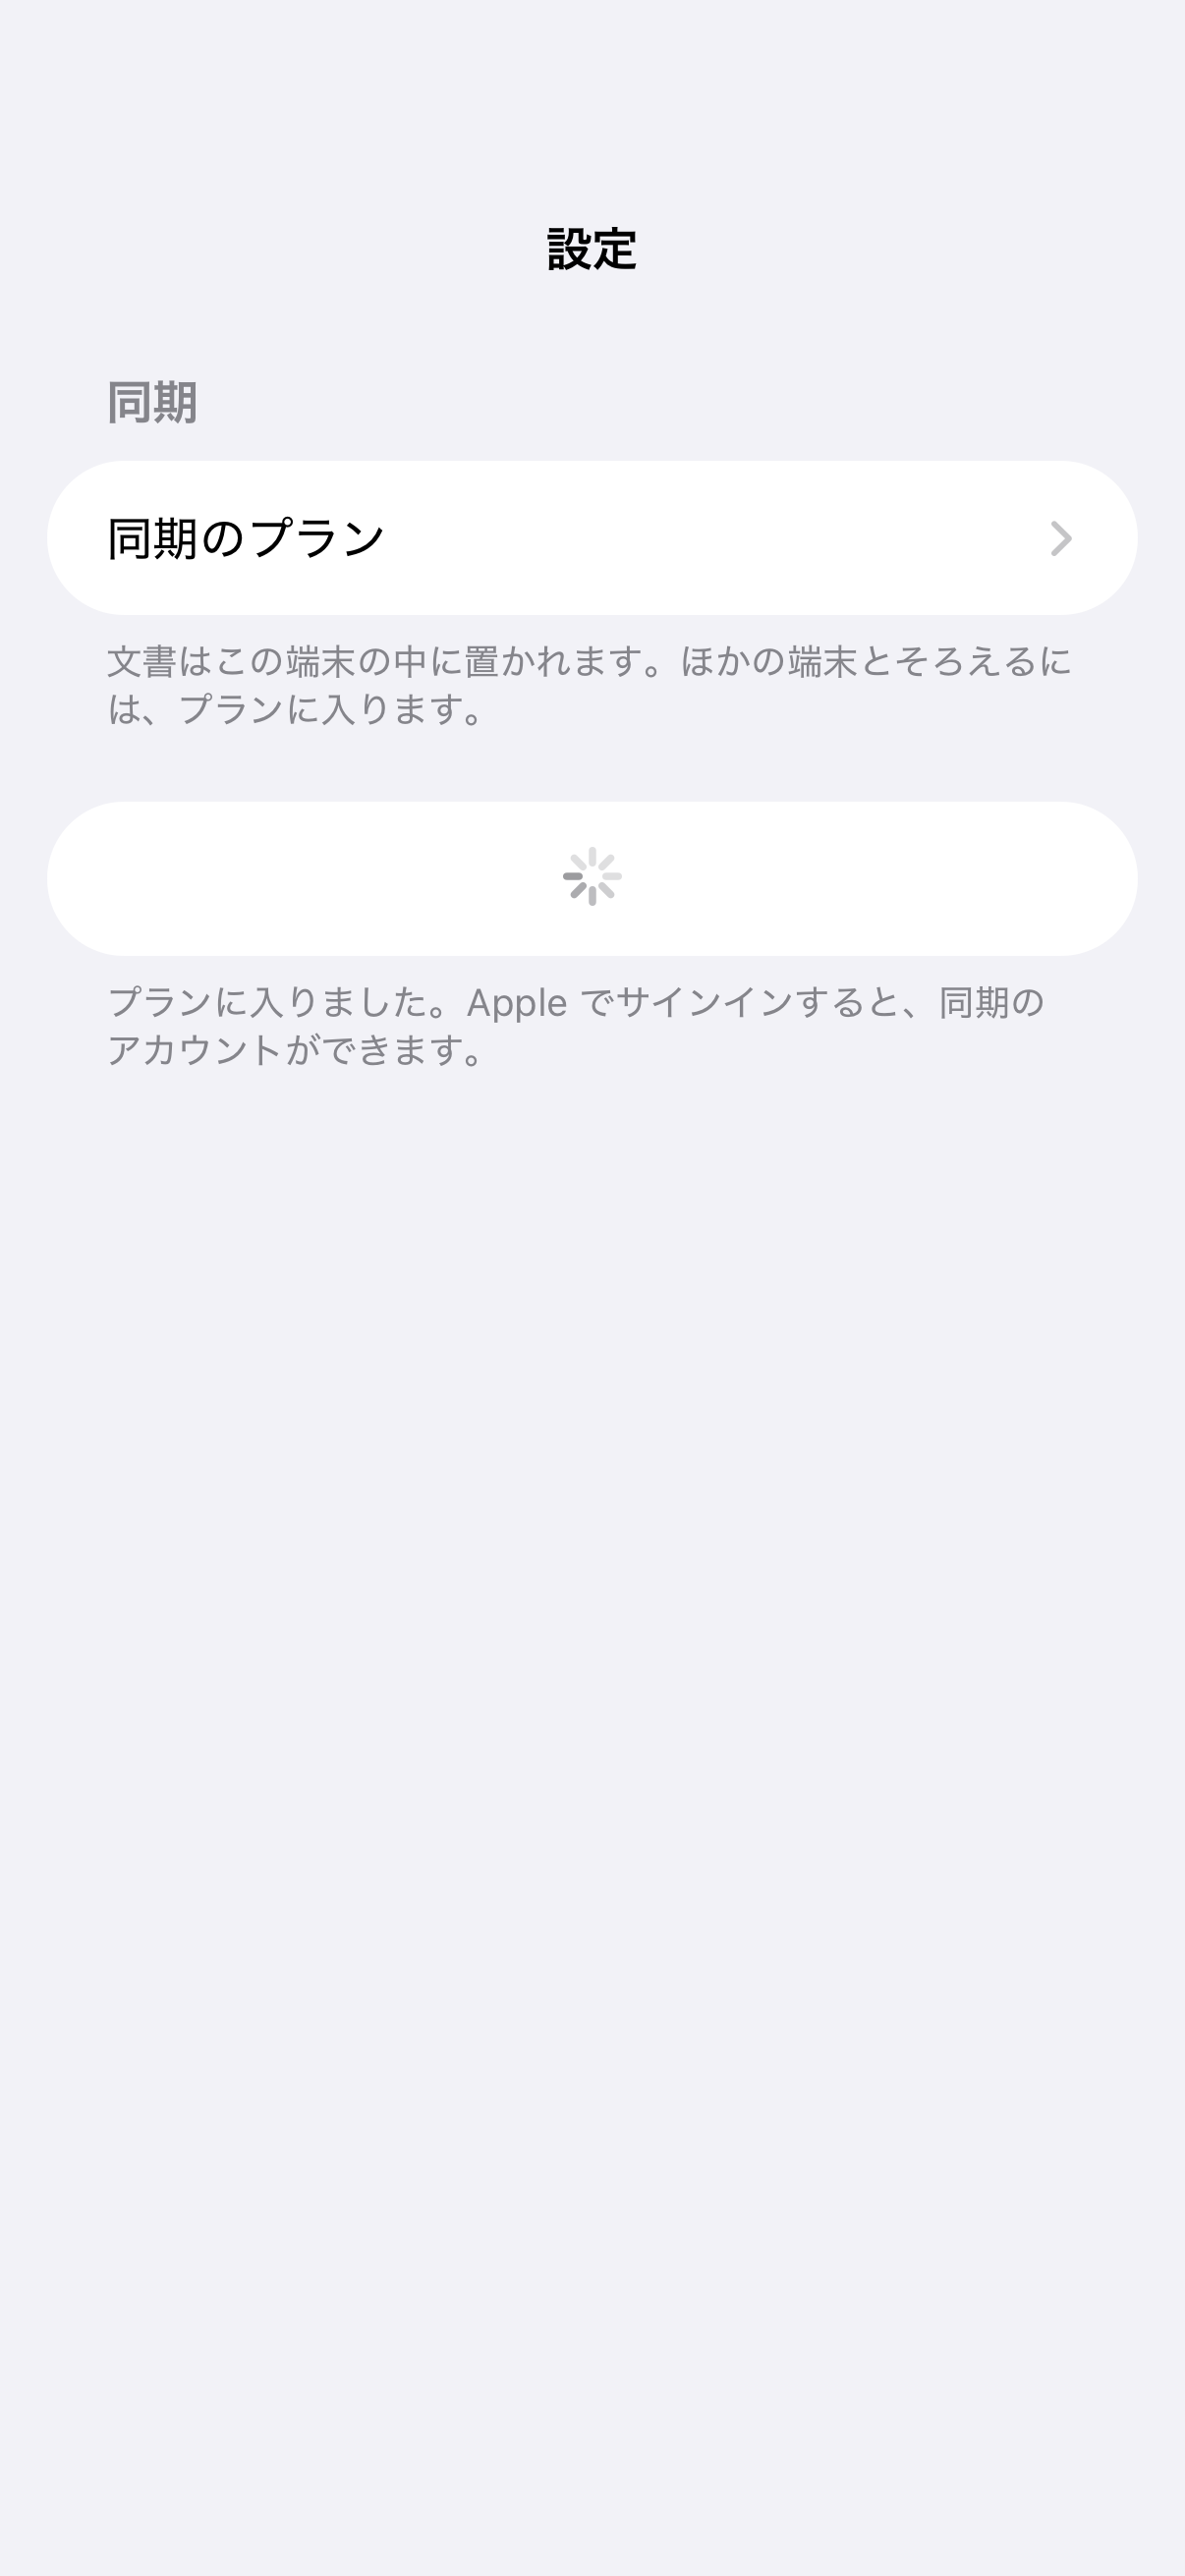 設定
同期
同期のプラン
文書はこの端末の中に置かれます。ほかの端末とそろえるに
は、プランに入ります。
プランに入りました。Apple でサインインすると、同期の
アカウントができます。